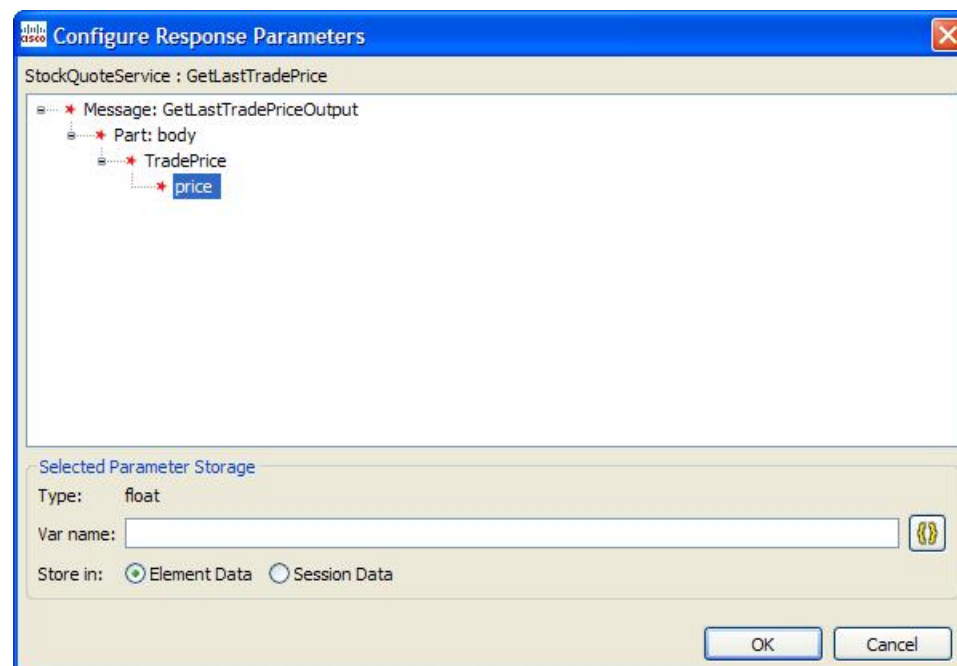 cisco Configure Response Parameters
StockQuoteService : GetLastTradePrice
Message: GetLastTradePriceOutput
Part: body
TradePrice
price
Selected Parameter Storage
Type: float
Var name:
Store in: Element Data Session Data
OK Cancel